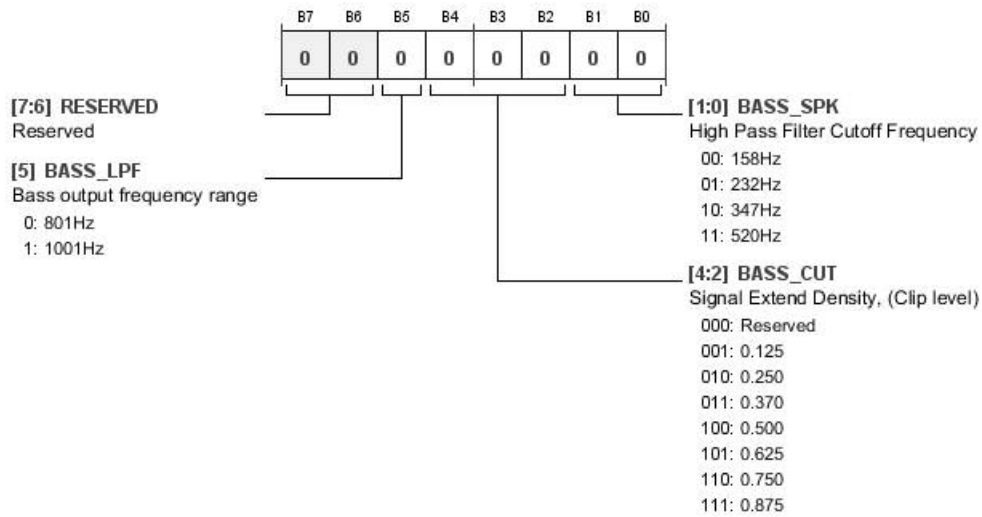 B7 B6 B5 B4 B3 B2 B1 B0
0 0 0 0 0 0 0 0
[7:6] RESERVED
Reserved
[5] BASS_LPF
Bass output frequency range
0: 801Hz
1: 1001Hz
[1:0] BASS_SPK
High Pass Filter Cutoff Frequency
00: 158Hz
01: 232Hz
10: 347Hz
11: 520Hz
[4:2] BASS_CUT
Signal Extend Density, (Clip level)
000: Reserved
001: 0.125
010: 0.250
011: 0.370
100: 0.500
101: 0.625
110: 0.750
111: 0.875